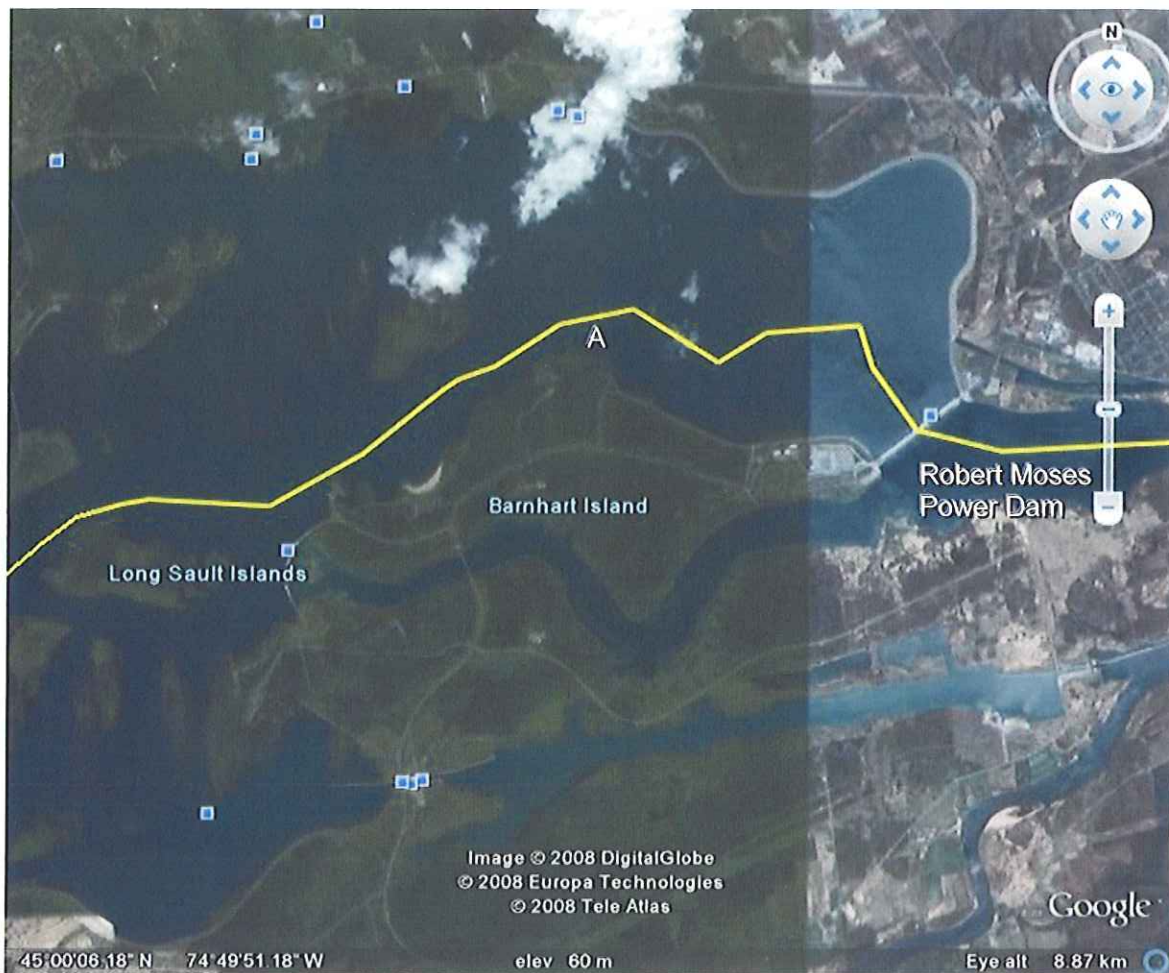 N
A
Robert Moses
Power Dam
Barnhart Island
Long Sault Islands
Image © 2008 DigitalGlobe
© 2008 Europa Technologies
© 2008 Tele Atlas
Google
45°00'06.18" N 74°49'51.18" W elev 60 m Eye alt 8.87 km